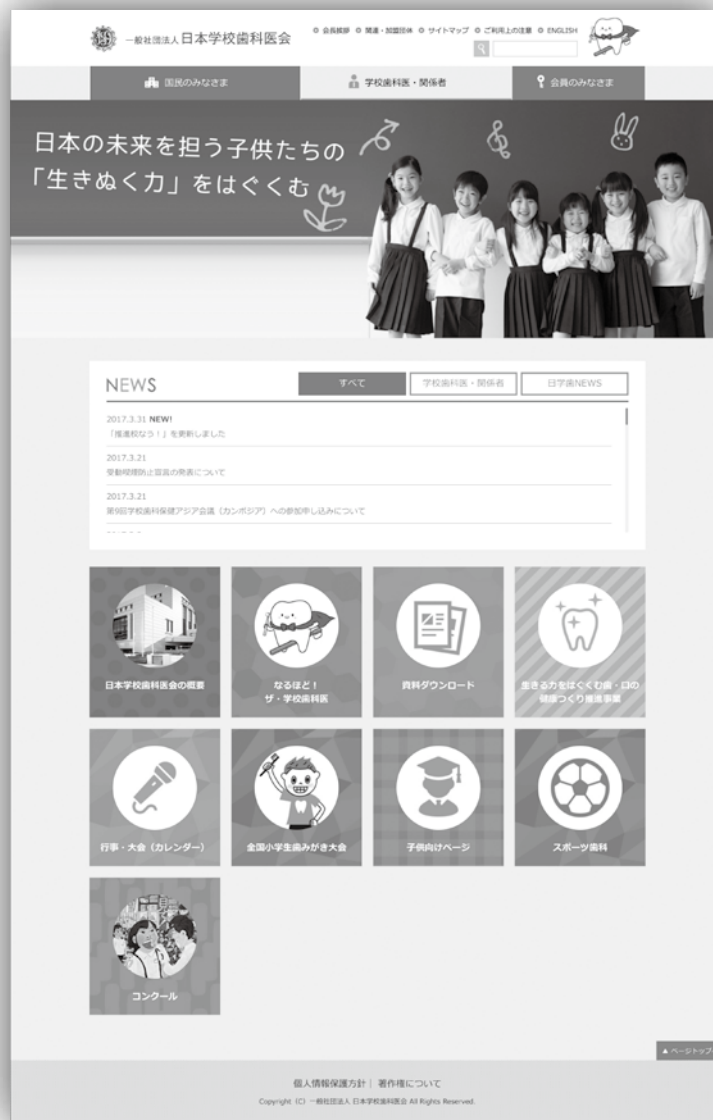 一般社団法人 日本学校歯科医会
会長挨拶 関連・加盟団体 サイトマップ ご利用上の注意 ENGLISH
国民のみなさま
学校歯科医・関係者
会員のみなさま
日本の未来を担う子供たちの
「生きぬく力」をはぐくむ
NEWS
すべて
学校歯科医・関係者
日学歯NEWS
2017.3.31 NEW!
「推進校なう!」を更新しました
2017.3.21
受動喫煙防止宣言の発表について
2017.3.21
第9回学校歯科保健アジア会議（カンボジア）への参加申し込みについて
日本学校歯科医会の概要
なるほど!
ザ・学校歯科医
資料ダウンロード
生きる力をはぐくむ歯・口の
健康つくり推進事業
行事・大会（カレンダー）
全国小学生歯みがき大会
子供向けページ
スポーツ歯科
コンクール
▲ ページトップ
個人情報保護方針｜著作権について
Copyright（C）一般社団法人 日本学校歯科医会 All Rights Reserved.